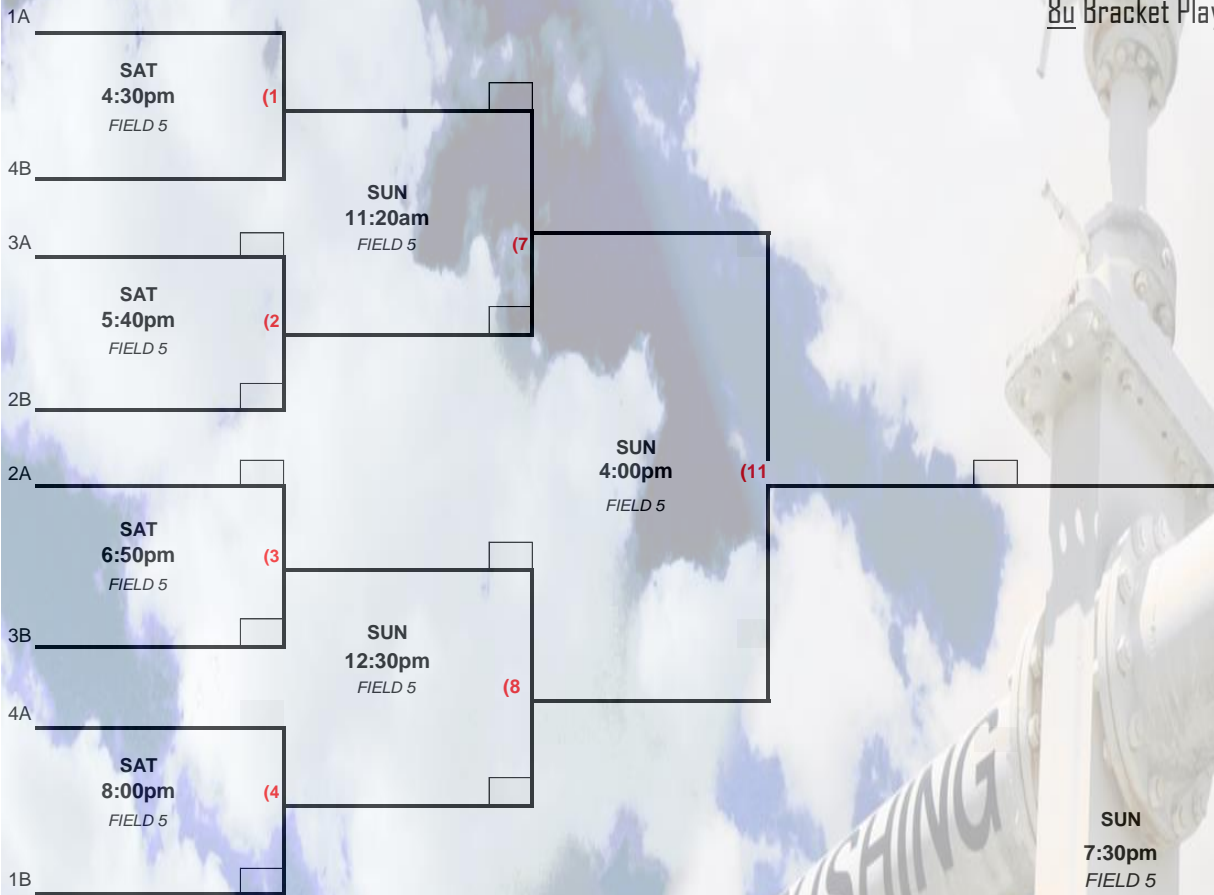 8u Bracket Play
1A
SAT
4:30pm
(1
FIELD 5
4B
SUN
11:20am
FIELD 5
(7
3A
SAT
5:40pm
(2
FIELD 5
2B
SUN
4:00pm
(11
FIELD 5
2A
SAT
6:50pm
(3
FIELD 5
3B
SUN
12:30pm
FIELD 5
(8
4A
SAT
8:00pm
(4
FIELD 5
1B
SUN
7:30pm
FIELD 5